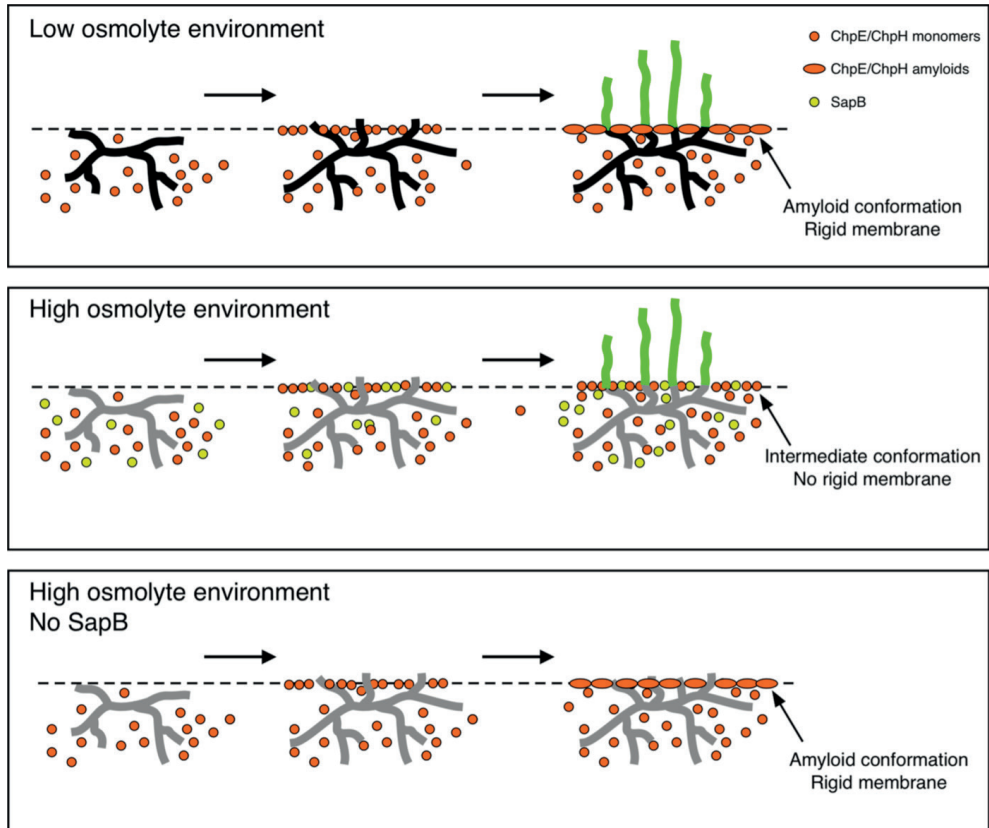 Low osmolyte environment
ChpE/ChpH monomers
ChpE/ChpH amyloids
SapB
Amyloid conformation
Rigid membrane
High osmolyte environment
Intermediate conformation
No rigid membrane
High osmolyte environment
No SapB
Amyloid conformation
Rigid membrane